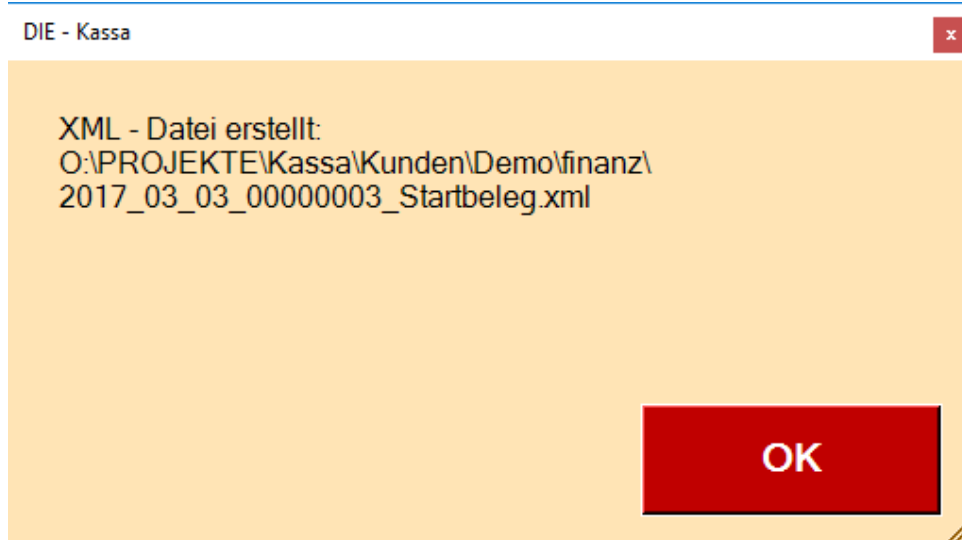 DIE - Kassa
x
XML - Datei erstellt:
O:\PROJEKTE\Kassa\Kunden\Demo\finanz\
2017_03_03_00000003_Startbeleg.xml
OK